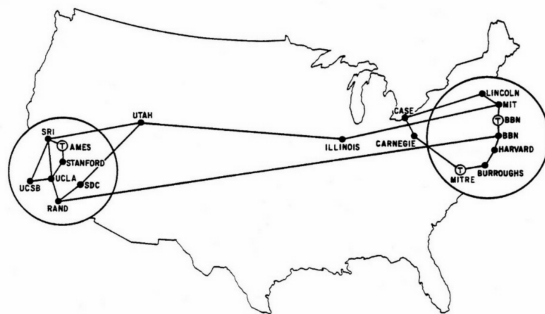 LINCOLN
MIT
CASE
UTAH
T BBN
SRI
T AMES
BBN
ILLINOIS
CARNEGIE
HARVARD
STANFORD
T
BURROUGHS
UCSB
UCLA
SDC
MITRE
RAND